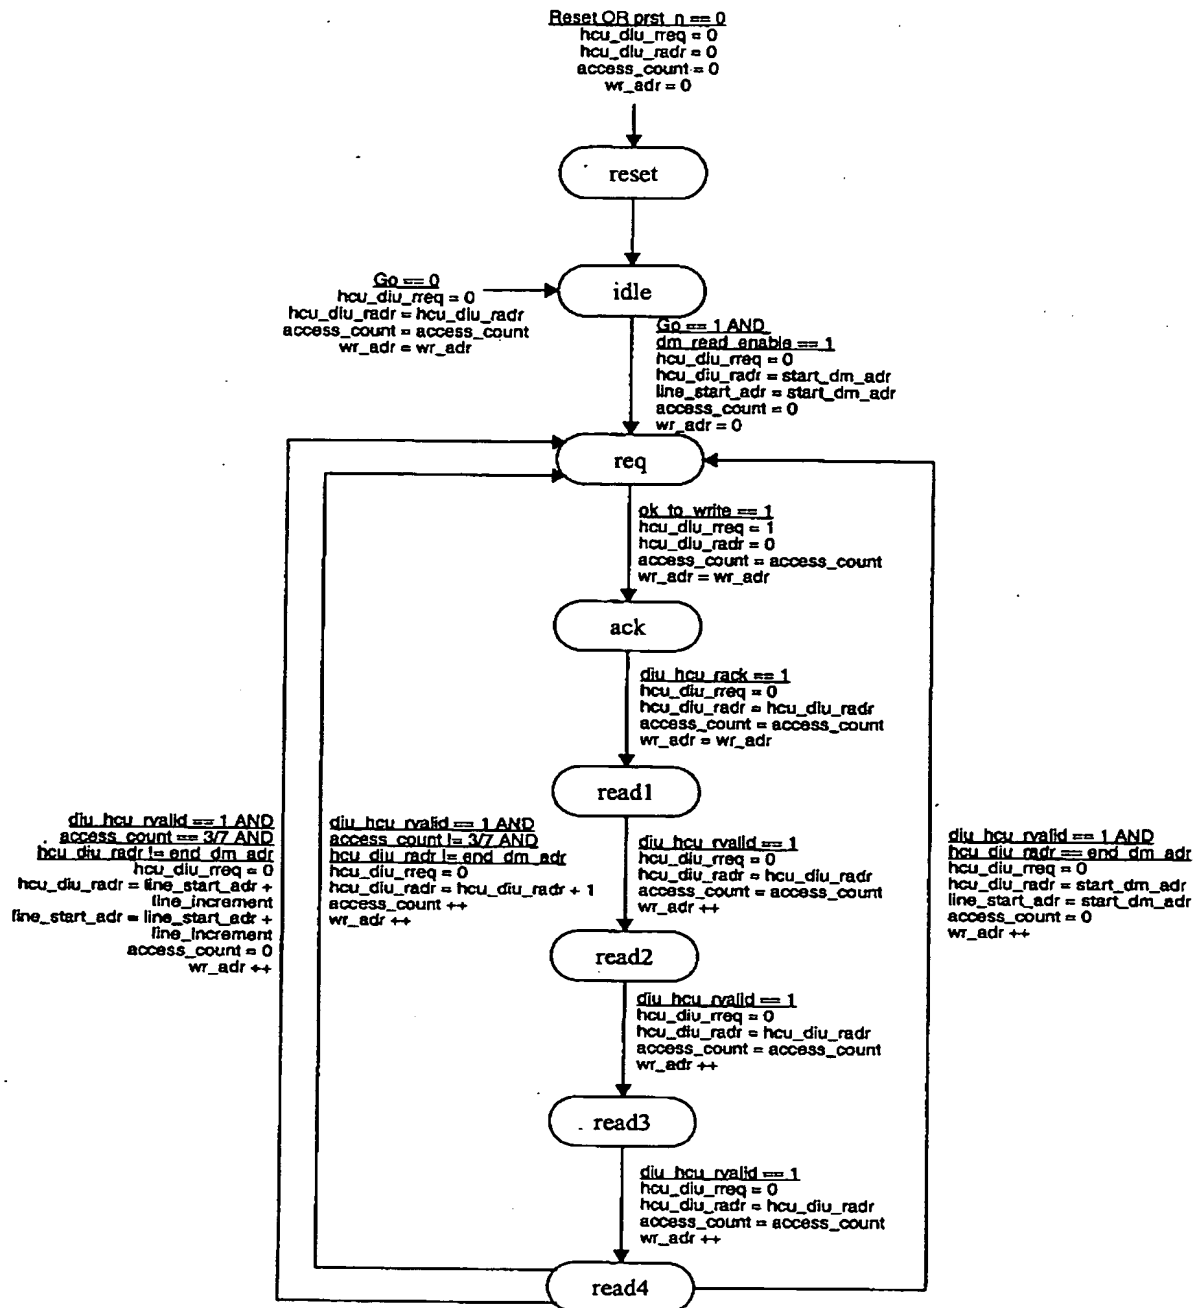 Reset OR prst_n == 0
hcu_diu_rreq = 0
hcu_diu_radr = 0
access_count = 0
wr_adr = 0
reset
idle
Go == 0
hcu_diu_rreq = 0
hcu_diu_radr = hcu_diu_radr
access_count = access_count
wr_adr = wr_adr
Go == 1 AND
dm_read_enable == 1
hcu_diu_rreq = 0
hcu_diu_radr = start_dm_adr
line_start_adr = start_dm_adr
access_count = 0
wr_adr = 0
req
ok_to_write == 1
hcu_diu_rreq = 1
hcu_diu_radr = 0
access_count = access_count
wr_adr = wr_adr
ack
diu_hcu_rack == 1
hcu_diu_rreq = 0
hcu_diu_radr = hcu_diu_radr
access_count = access_count
wr_adr = wr_adr
read1
diu_hcu_rvalid == 1 AND
access_count == 3/7 AND
hcu_diu_radr != end_dm_adr
hcu_diu_rreq = 0
hcu_diu_radr = line_start_adr +
line_increment
line_start_adr = line_start_adr +
line_increment
access_count = 0
wr_adr ++
diu_hcu_rvalid == 1 AND
access_count != 3/7 AND
hcu_diu_radr != end_dm_adr
hcu_diu_rreq = 0
hcu_diu_radr = hcu_diu_radr + 1
access_count ++
wr_adr ++
diu_hcu_rvalid == 1
hcu_diu_rreq = 0
hcu_diu_radr = hcu_diu_radr
access_count = access_count
wr_adr ++
diu_hcu_rvalid == 1 AND
hcu_diu_radr == end_dm_adr
hcu_diu_rreq = 0
hcu_diu_radr = start_dm_adr
line_start_adr = start_dm_adr
access_count = 0
wr_adr ++
read2
diu_hcu_rvalid == 1
hcu_diu_rreq = 0
hcu_diu_radr = hcu_diu_radr
access_count = access_count
wr_adr ++
read3
diu_hcu_rvalid == 1
hcu_diu_rreq = 0
hcu_diu_radr = hcu_diu_radr
access_count = access_count
wr_adr ++
read4